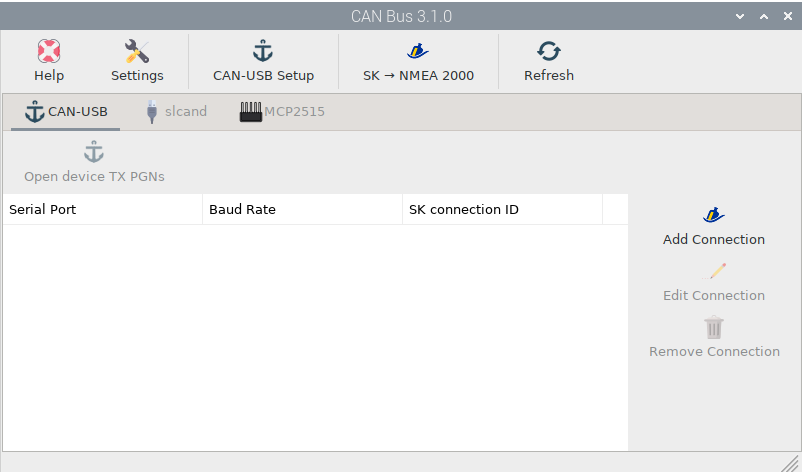 CAN Bus 3.1.0
Help Settings CAN-USB Setup SK → NMEA 2000 Refresh
CAN-USB slcand MCP2515
Open device TX PGNs
Serial Port Baud Rate SK connection ID
Add Connection
Edit Connection
Remove Connection